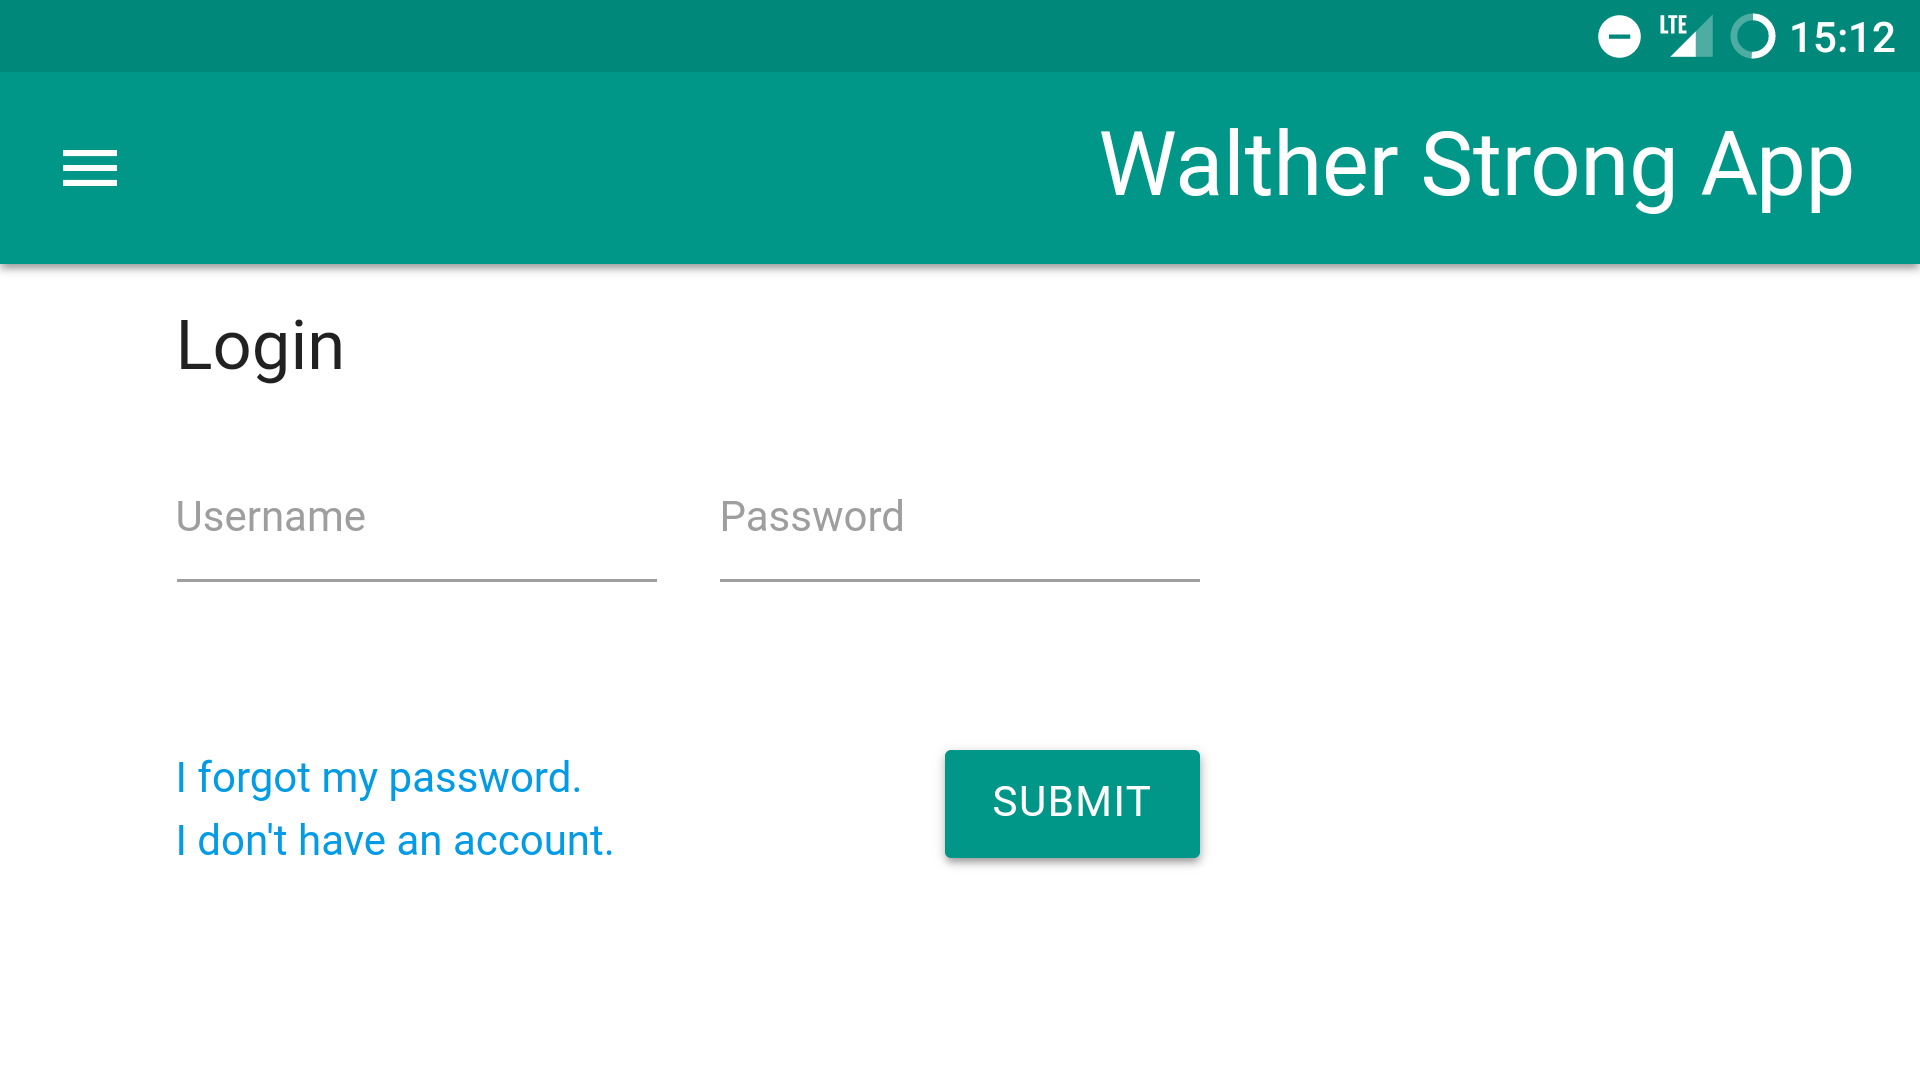 LTE 15:12
Walther Strong App
Login
Username Password
I forgot my password.
I don't have an account.
SUBMIT